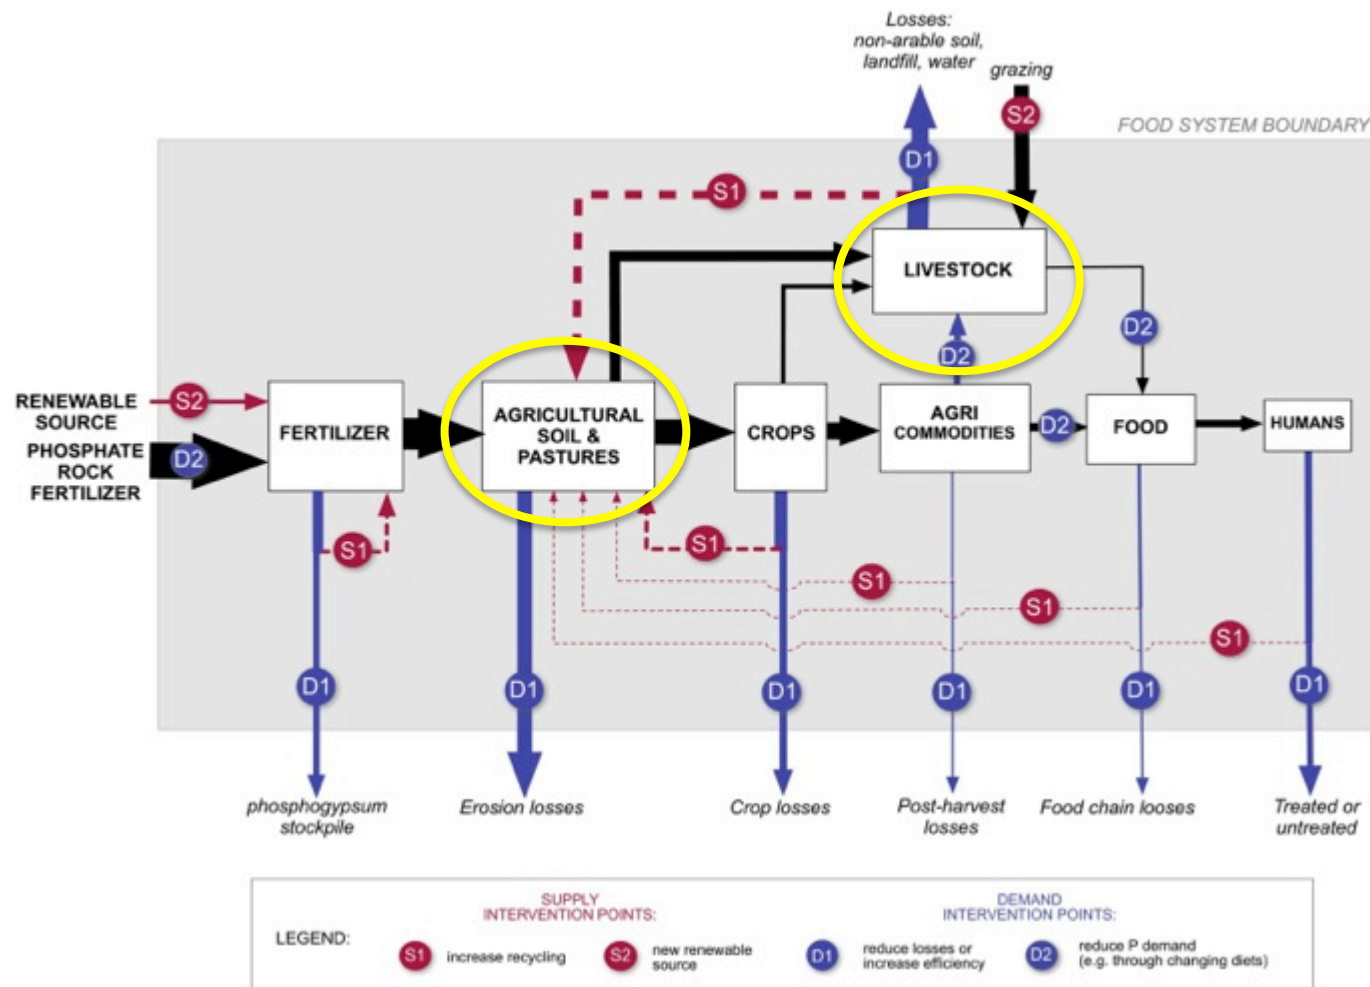 Losses:
non-arable soil,
landfill, water
grazing
S2
FOOD SYSTEM BOUNDARY
D1
S1
LIVESTOCK
D2
D2
RENEWABLE
SOURCE
S2
PHOSPHATE
ROCK
FERTILIZER
D2
FERTILIZER
AGRICULTURAL
SOIL &
PASTURES
CROPS
AGRI
COMMODITIES
D2
FOOD
HUMANS
S1
S1
S1
S1
S1
D1
D1
D1
D1
D1
D1
phosphogypsum
stockpile
Erosion losses
Crop losses
Post-harvest
losses
Food chain looses
Treated or
untreated
LEGEND:
SUPPLY
INTERVENTION POINTS:
S1 increase recycling
S2 new renewable
source
DEMAND
INTERVENTION POINTS:
D1 reduce losses or
increase efficiency
D2 reduce P demand
(e.g. through changing diets)